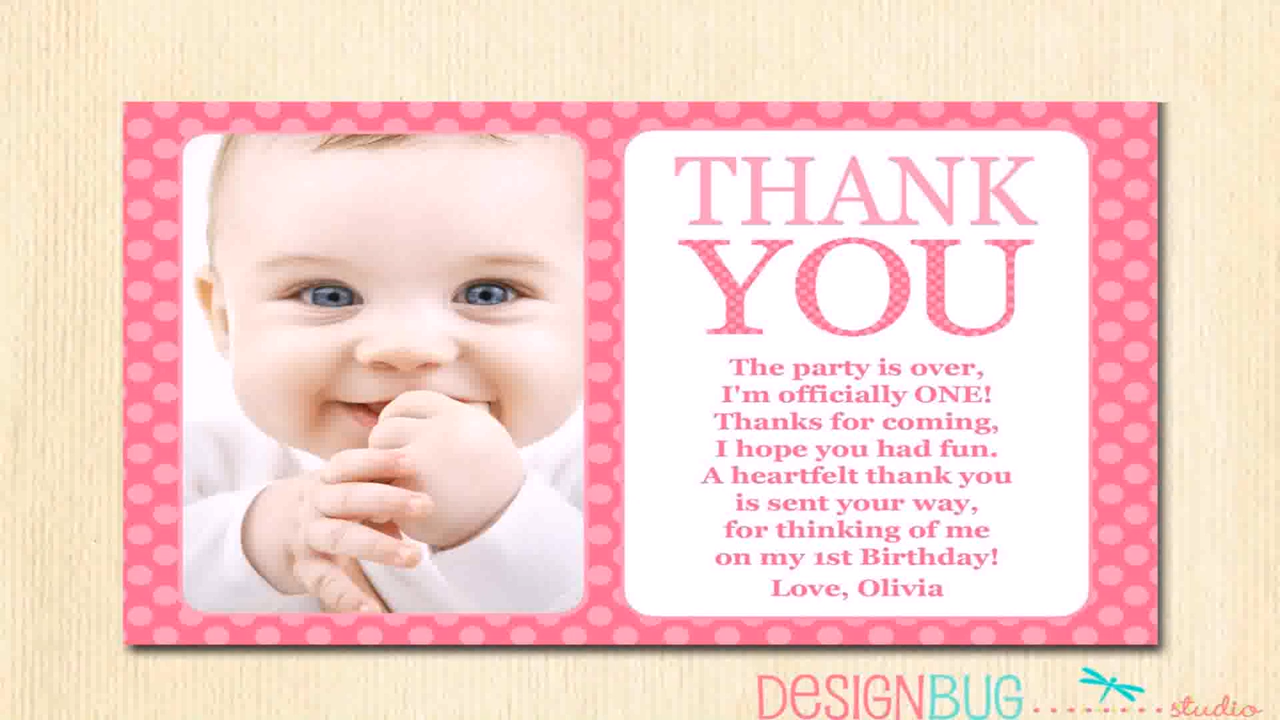 THANK
YOU
The party is over,
I'm officially ONE!
Thanks for coming,
I hope you had fun.
A heartfelt thank you
is sent your way,
for thinking of me
on my 1st Birthday!
Love, Olivia
DESIGNBUG........studio